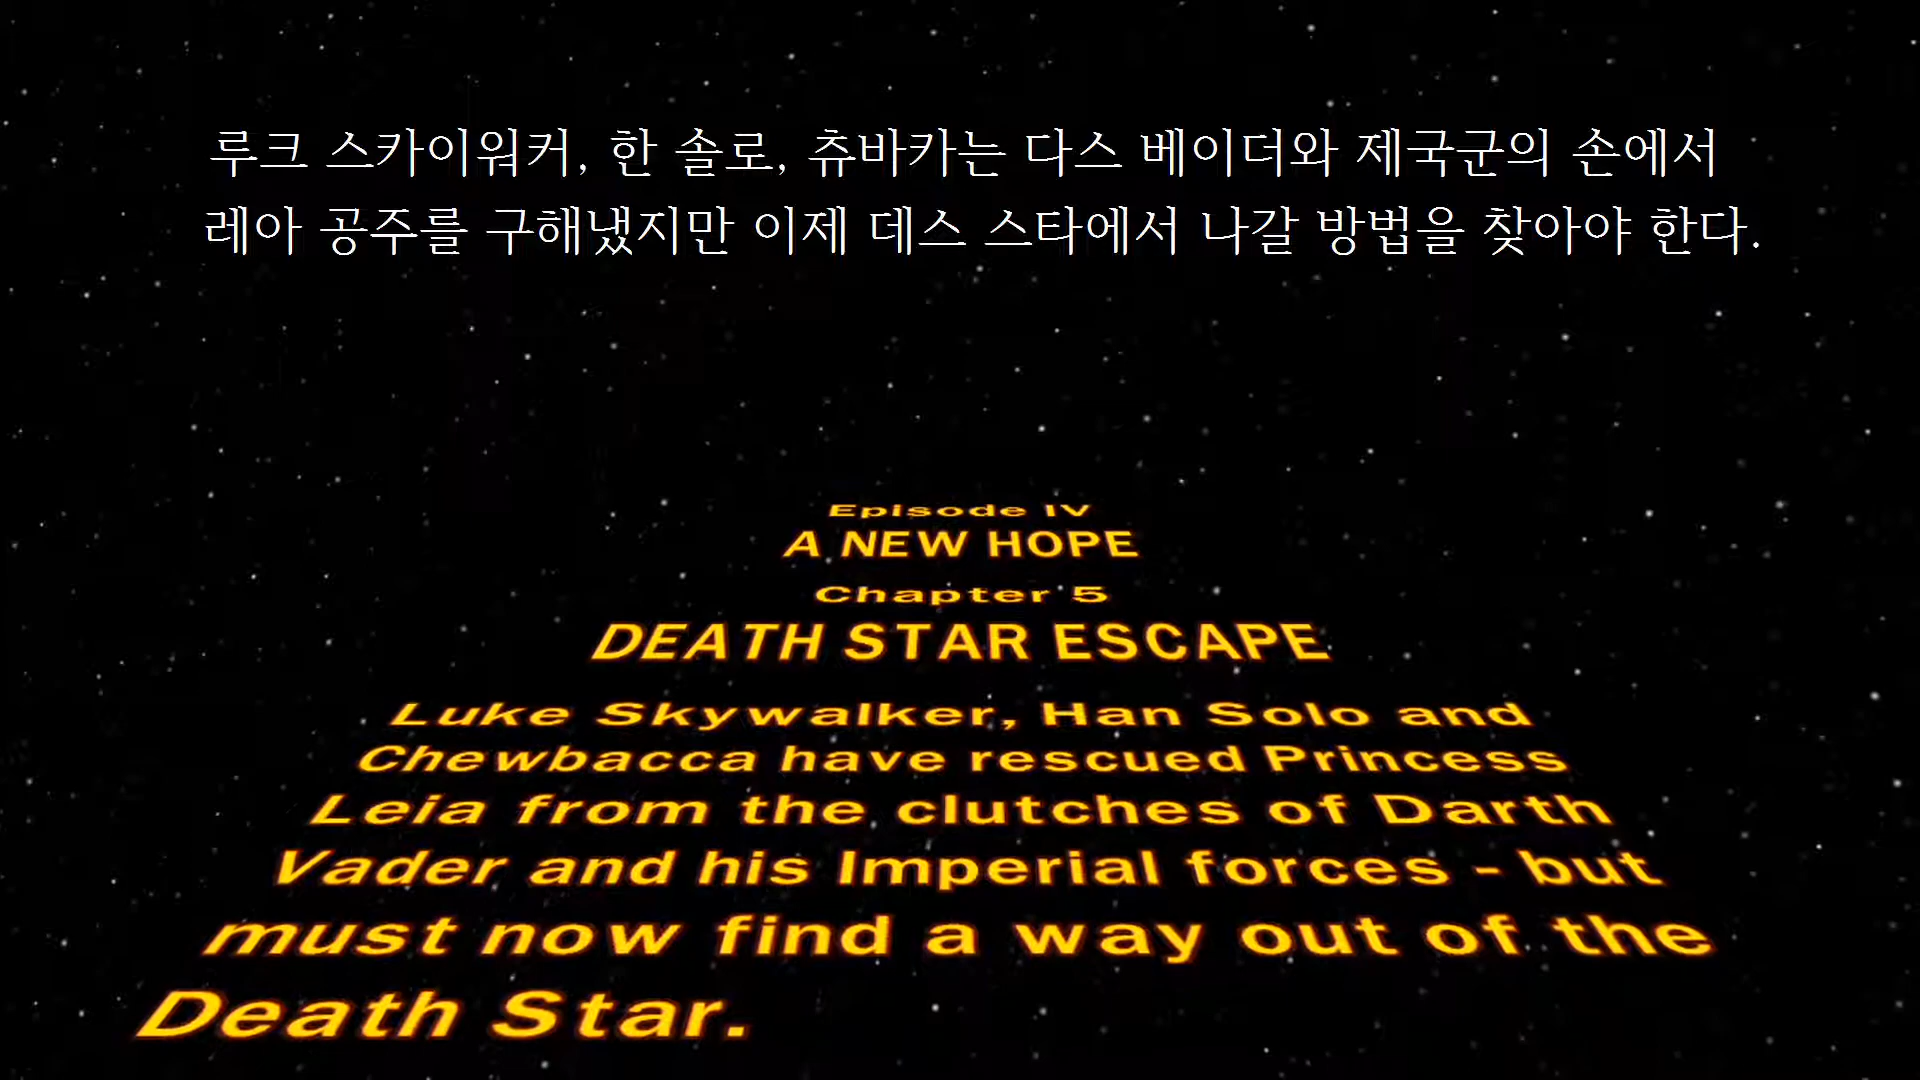 루크 스카이워커, 한 솔로, 츄바카는 다스 베이더와 제국군의 손에서
레아 공주를 구해냈지만 이제 데스 스타에서 나갈 방법을 찾아야 한다.
Episode IV
A NEW HOPE
Chapter 5
DEATH STAR ESCAPE
Luke Skywalker, Han Solo and
Chewbacca have rescued Princess
Leia from the clutches of Darth
Vader and his Imperial forces - but
must now find a way out of the
Death Star.